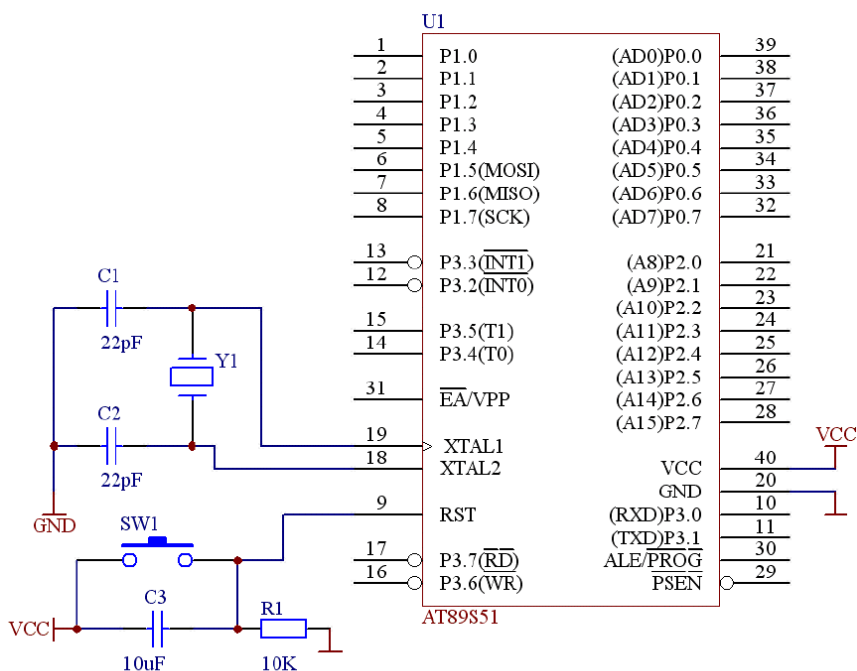 U1
1 P1.0 (AD0)P0.0 39
2 P1.1 (AD1)P0.1 38
3 P1.2 (AD2)P0.2 37
4 P1.3 (AD3)P0.3 36
5 P1.4 (AD4)P0.4 35
6 P1.5(MOSI) (AD5)P0.5 34
7 P1.6(MISO) (AD6)P0.6 33
8 P1.7(SCK) (AD7)P0.7 32
13 P3.3(INT1) (A8)P2.0 21
12 P3.2(INT0) (A9)P2.1 22
(A10)P2.2 23
15 P3.5(T1) (A11)P2.3 24
14 P3.4(T0) (A12)P2.4 25
(A13)P2.5 26
31 EA/VPP (A14)P2.6 27
(A15)P2.7 28
19 XTAL1
18 XTAL2 VCC 40
GND 20
9 RST (RXD)P3.0 10
(TXD)P3.1 11
17 P3.7(RD) ALE/PROG 30
16 P3.6(WR) PSEN 29
AT89S51
VCC
C1
22pF
Y1
C2
22pF
GND
SW1
C3
R1
VCC
10uF
10K